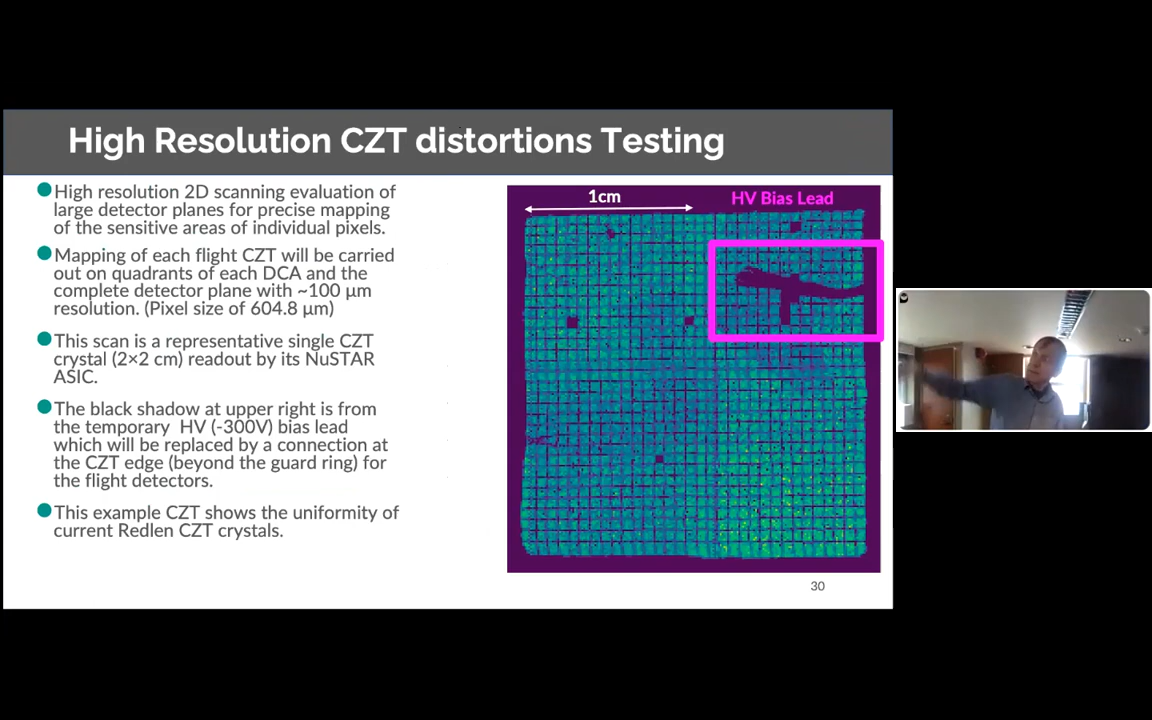 High Resolution CZT distortions Testing
High resolution 2D scanning evaluation of
large detector planes for precise mapping
of the sensitive areas of individual pixels.
Mapping of each flight CZT will be carried
out on quadrants of each DCA and the
complete detector plane with ~100 µm
resolution. (Pixel size of 604.8 µm)
This scan is a representative single CZT
crystal (2×2 cm) readout by its NuSTAR
ASIC.
The black shadow at upper right is from
the temporary HV (-300V) bias lead
which will be replaced by a connection at
the CZT edge (beyond the guard ring) for
the flight detectors.
This example CZT shows the uniformity of
current Redlen CZT crystals.
1cm
HV Bias Lead
30